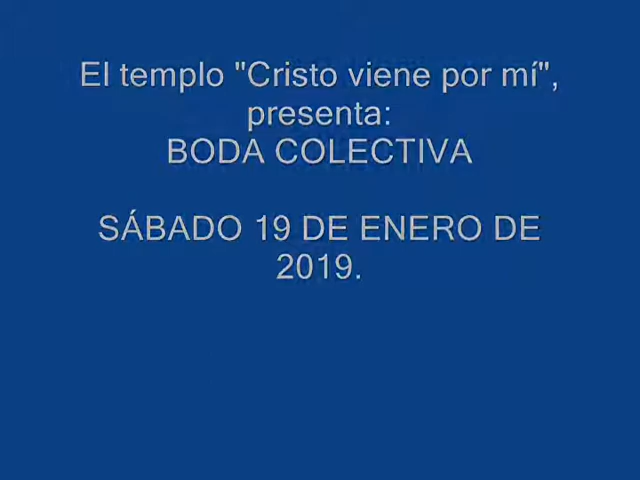 El templo "Cristo viene por mí",
presenta:
BODA COLECTIVA
SÁBADO 19 DE ENERO DE
2019.